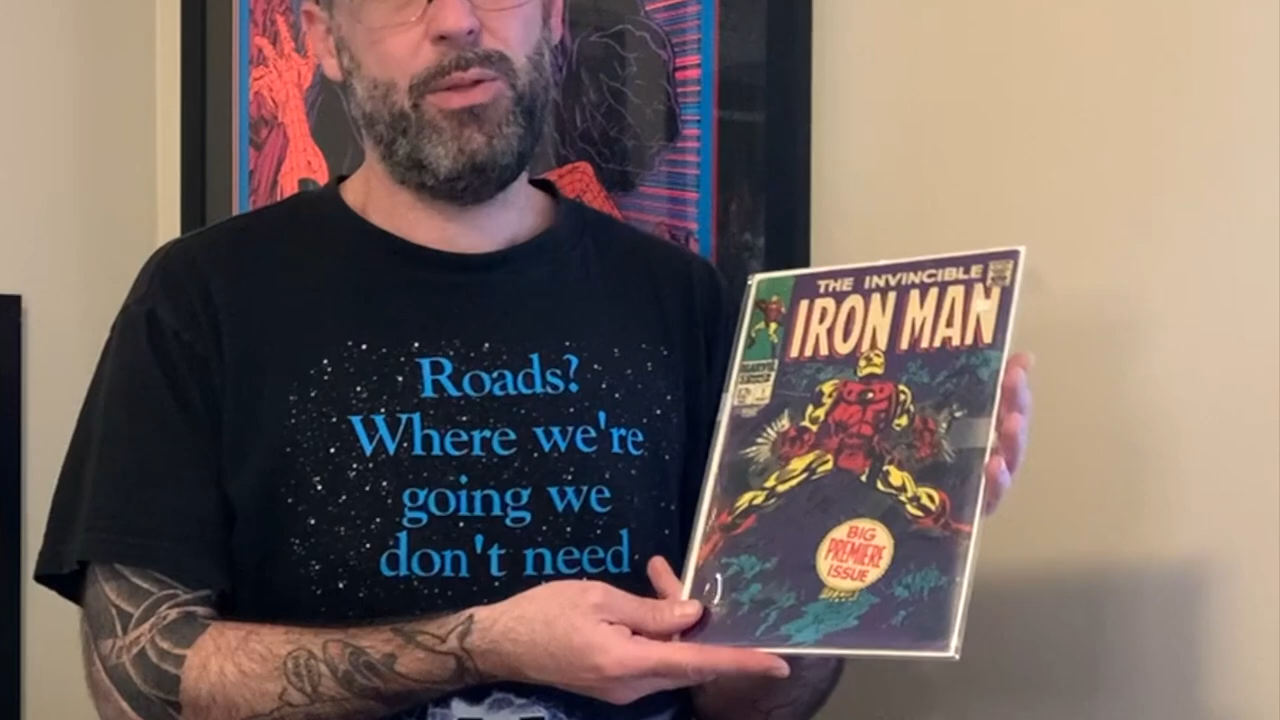 Roads?
Where we're
going we
don't need
THE INVINCIBLE
IRON MAN
BIG
PREMIERE
ISSUE